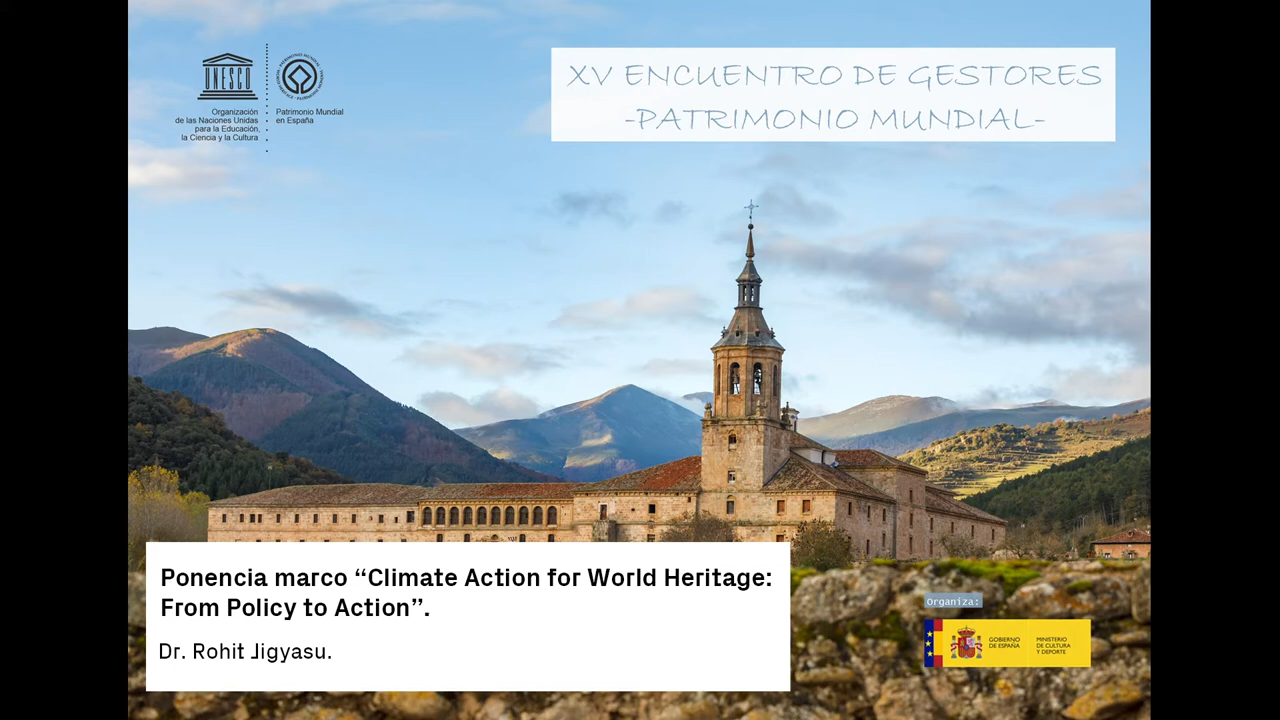 UNESCO
Organización
de las Naciones Unidas
para la Educación,
la Ciencia y la Cultura
Patrimonio Mundial
en España
XV ENCUENTRO DE GESTORES
-PATRIMONIO MUNDIAL-
Ponencia marco “Climate Action for World Heritage:
From Policy to Action”.
Dr. Rohit Jigyasu.
Organiza:
GOBIERNO
DE ESPAÑA
MINISTERIO
DE CULTURA
Y DEPORTE